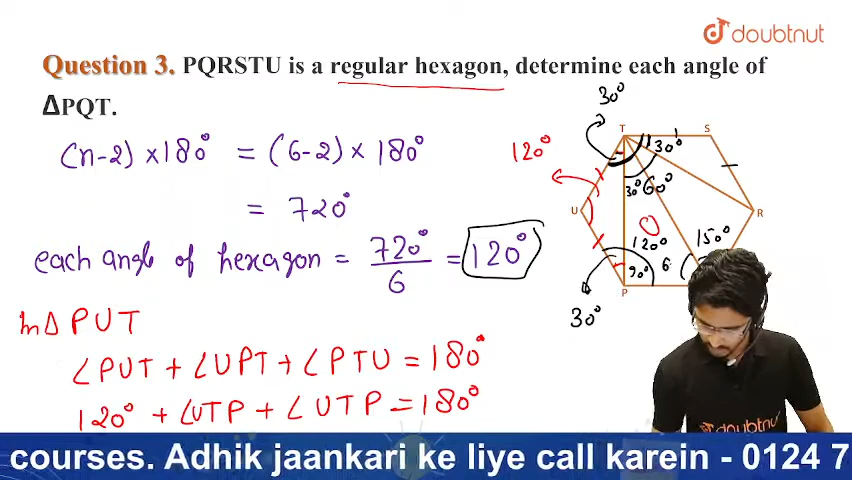 doubtnut
Question 3. PQRSTU is a regular hexagon, determine each angle of
ΔPQT.
(n-2) × 180° = (6-2) × 180°
= 720°
each angle of hexagon = 720°/6 = 120°
In Δ PUT
∠PUT + ∠UPT + ∠PTU = 180°
120° + ∠UTP + ∠UTP = 180°
30°
120°
T
S
30°
30°
60°
U
R
120°
150°
90°
6
P
30°
doubtnut
courses. Adhik jaankari ke liye call karein - 0124 7